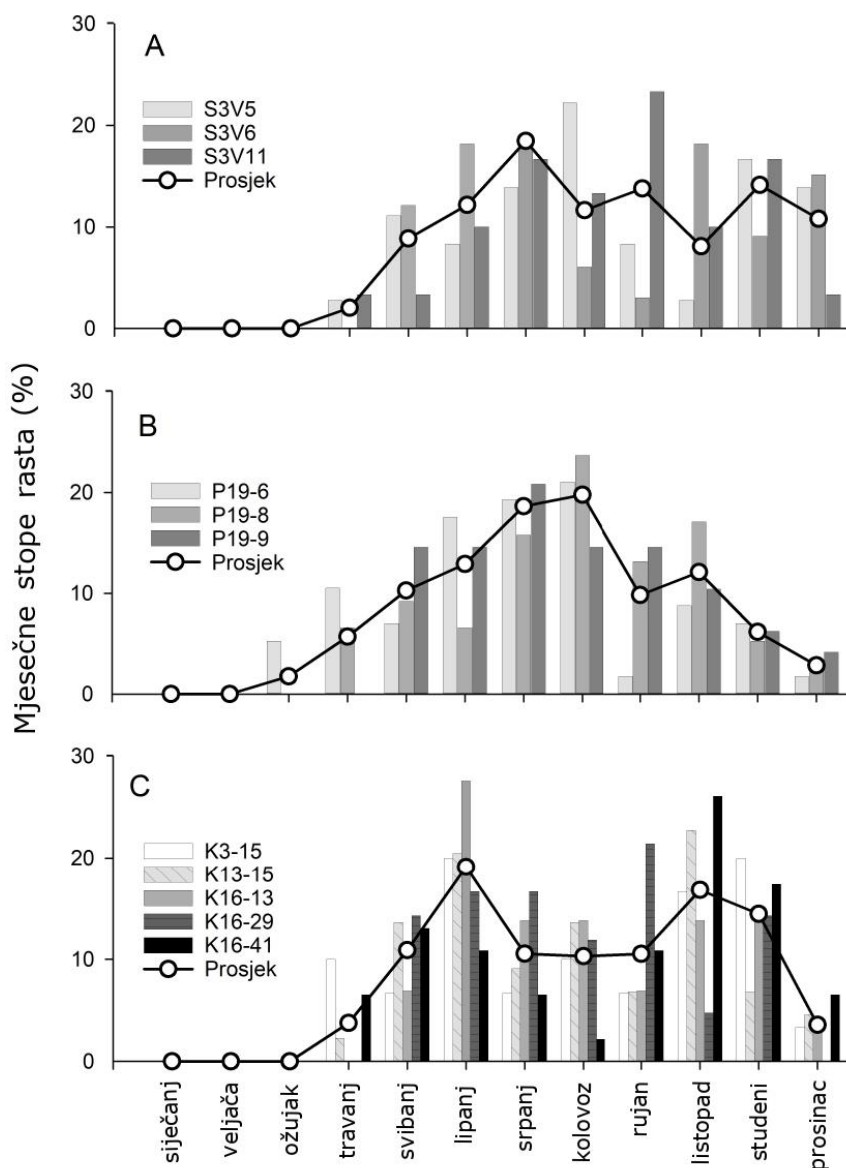 Mjesečne stope rasta (%)
A
30
20
10
0
S3V5
S3V6
S3V11
Prosjek
B
30
20
10
0
P19-6
P19-8
P19-9
Prosjek
C
30
20
10
0
K3-15
K13-15
K16-13
K16-29
K16-41
Prosjek
siječanj
veljača
ožujak
travanj
svibanj
lipanj
srpanj
kolovoz
rujan
listopad
studeni
prosinac